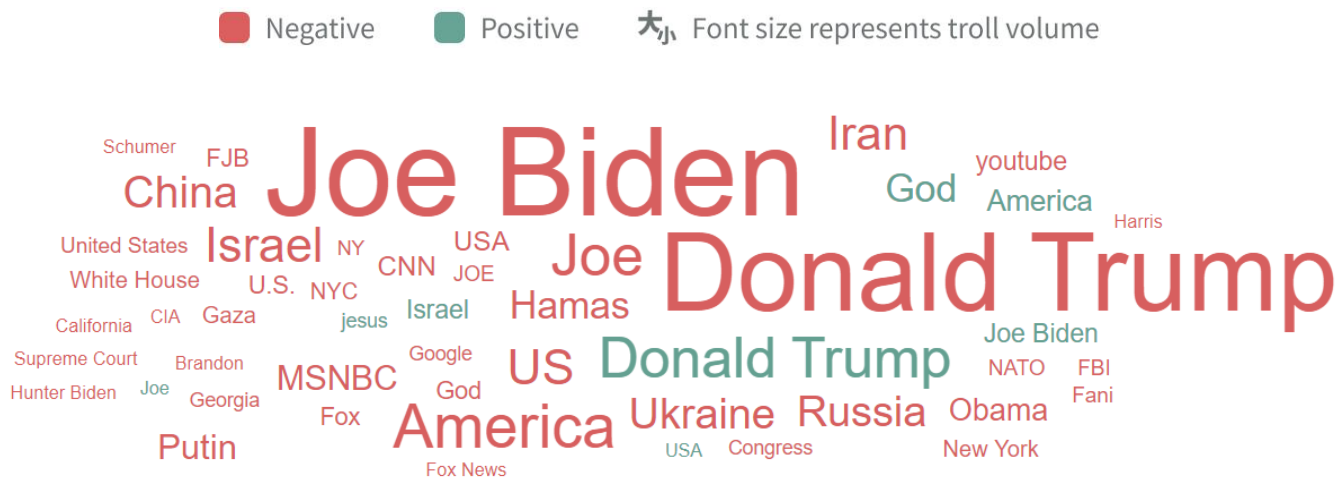 Negative
Positive
大小 Font size represents troll volume
Schumer
FJB
China
Joe Biden
Iran
youtube
God
America
Harris
United States
Israel
NY
USA
Joe
Donald Trump
White House
U.S.
NYC
CNN
JOE
Hamas
California
CIA
Gaza
jesus
Israel
Donald Trump
Joe Biden
Supreme Court
Brandon
Google
US
NATO
FBI
Hunter Biden
Joe
Georgia
MSNBC
God
Fani
Fox
America
Ukraine
Russia
Obama
Putin
USA
Congress
New York
Fox News